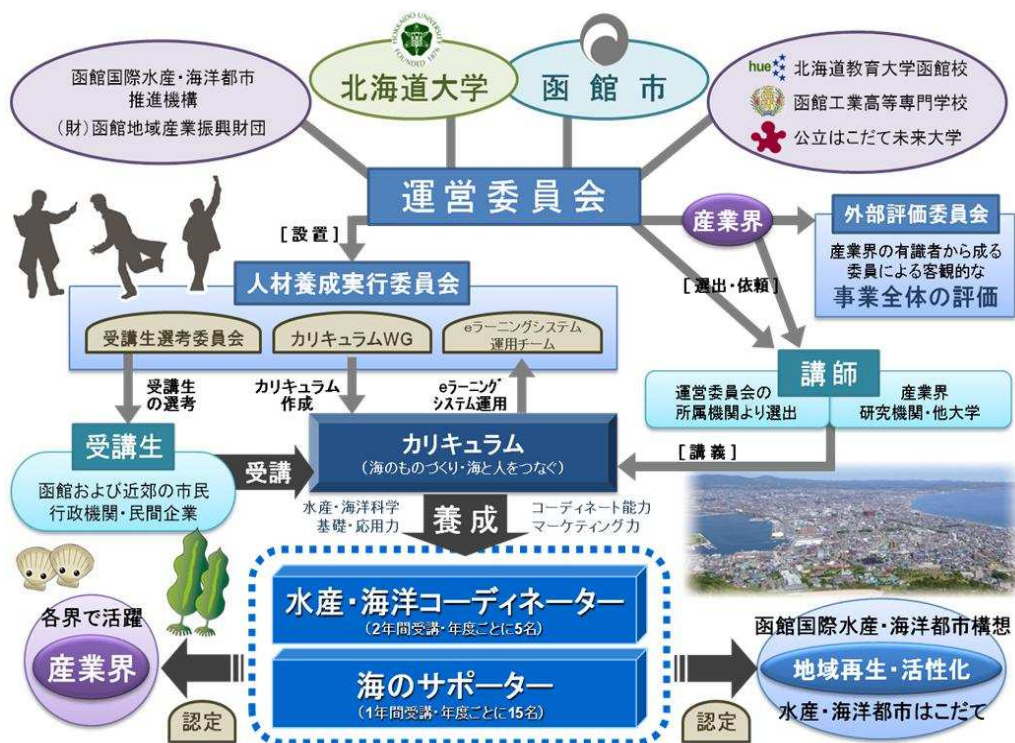 函館国際水産・海洋都市
推進機構
(財)函館地域産業振興財団
HOKKAIDO UNIVERSITY
FOUNDED 1876
北海道大学
函館市
hue 北海道教育大学函館校
函館工業高等専門学校
公立はこだて未来大学
運営委員会
[設置]
産業界
外部評価委員会
産業界の有識者から成る
委員による客観的な
事業全体の評価
[選出・依頼]
人材養成実行委員会
受講生選考委員会
カリキュラムWG
eラーニングシステム
運用チーム
受講生
の選考
カリキュラム
作成
eラーニング
システム運用
講師
運営委員会の
所属機関より選出
産業界
研究機関・他大学
[講義]
受講生
函館および近郊の市民
行政機関・民間企業
受講
カリキュラム
(海のものづくり・海と人をつなぐ)
水産・海洋科学
基礎・応用力
養成
コーディネート能力
マーケティング力
水産・海洋コーディネーター
(2年間受講・年度ごとに5名)
海のサポーター
(1年間受講・年度ごとに15名)
各界で活躍
産業界
認定
認定
函館国際水産・海洋都市構想
地域再生・活性化
水産・海洋都市はこだて